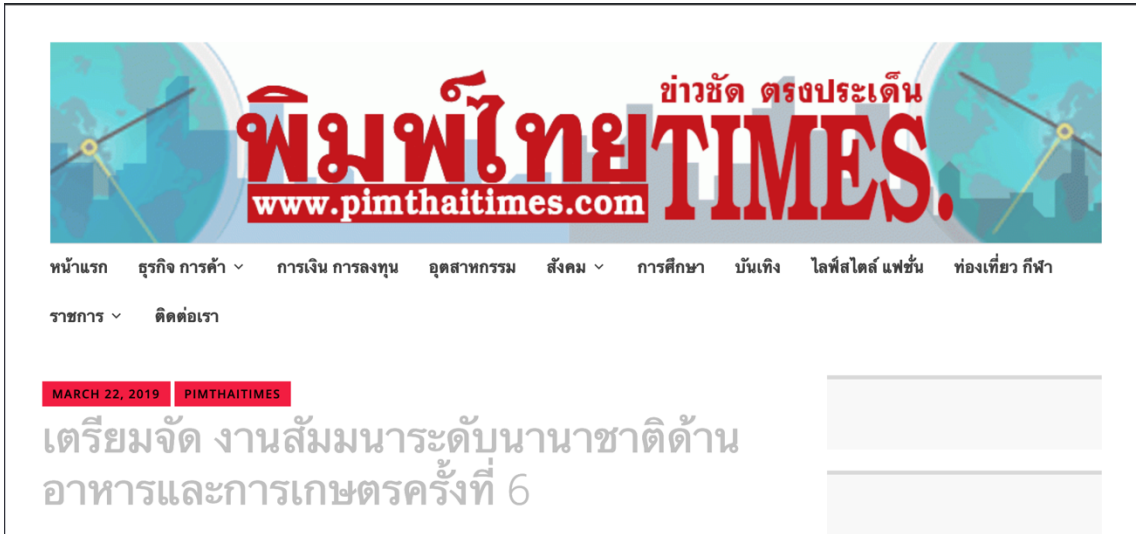 ข่าวชัด ตรงประเด็น
พิมพ์ไทย TIMES.
www.pimthaitimes.com
หน้าแรก ธุรกิจ การค้า การเงิน การลงทุน อุตสาหกรรม สังคม การศึกษา บันเทิง ไลฟ์สไตล์ แฟชั่น ท่องเที่ยว กีฬา
ราชการ ติดต่อเรา
MARCH 22, 2019 PIMTHAITIMES
เตรียมจัด งานสัมมนาระดับนานาชาติด้าน
อาหารและการเกษตรครั้งที่ 6